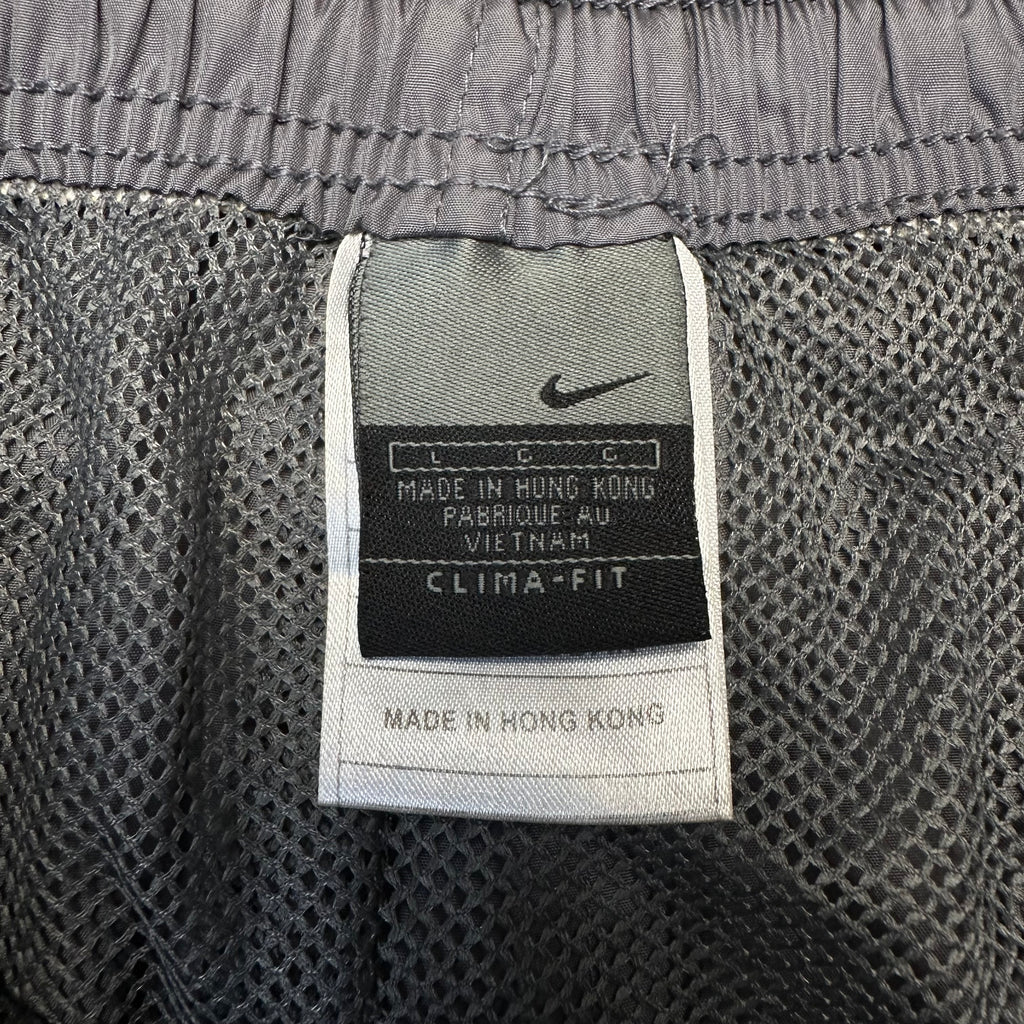 L G G
MADE IN HONG KONG
FABRIQUE AU
VIETNAM
CLIMA-FIT
MADE IN HONG KONG